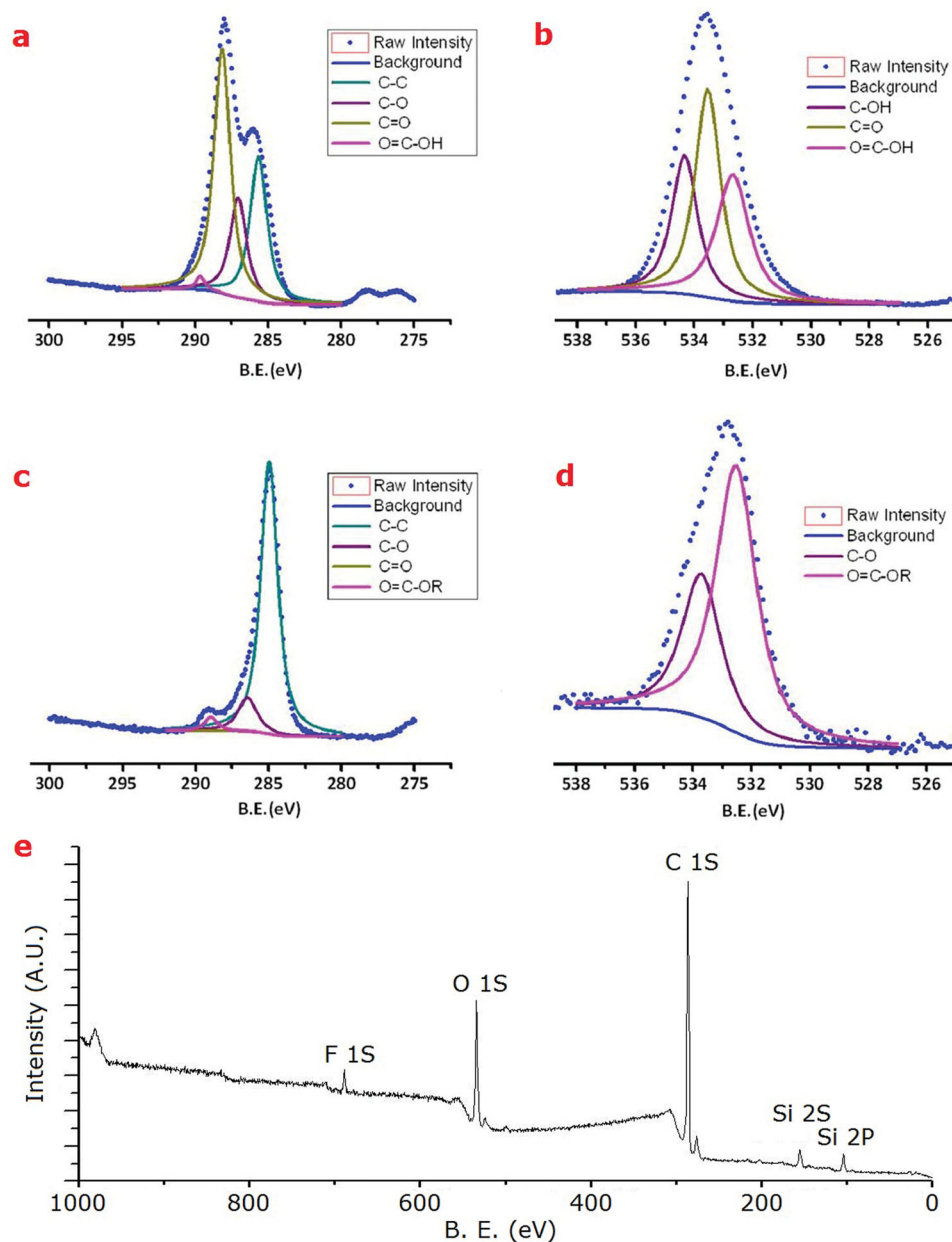 a
Raw Intensity
Background
C-C
C-O
C=O
O=C-OH
300 295 290 285 280 275
B.E.(eV)
b
Raw Intensity
Background
C-OH
C=O
O=C-OH
538 536 534 532 530 528 526
B.E.(eV)
c
Raw Intensity
Background
C-C
C-O
C=O
O=C-OR
300 295 290 285 280 275
B.E.(eV)
d
Raw Intensity
Background
C-O
O=C-OR
538 536 534 532 530 528 526
B.E.(eV)
e
Intensity (A.U.)
F 1S
O 1S
C 1S
Si 2S
Si 2P
1000 800 600 400 200 0
B. E. (eV)